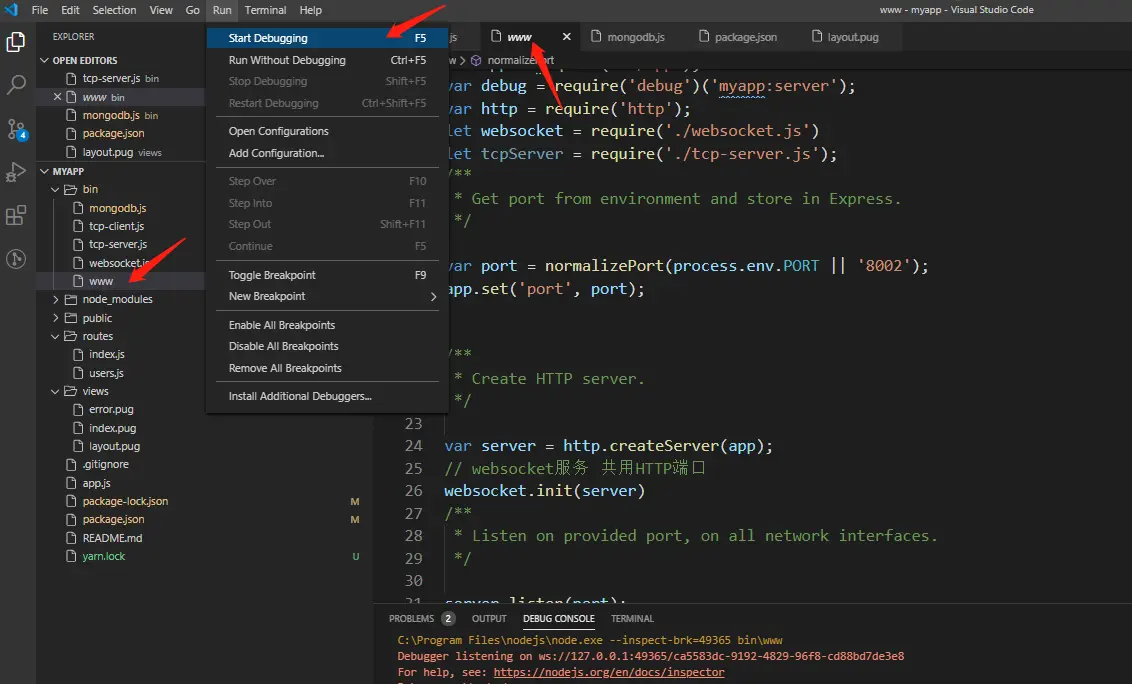 File Edit Selection View Go Run Terminal Help
www - myapp - Visual Studio Code
EXPLORER
OPEN EDITORS
tcp-server.js bin
www bin
mongodb.js bin
package.json
layout.pug views
MYAPP
bin
mongodb.js
tcp-client.js
tcp-server.js
websocket.js
www
node_modules
public
routes
index.js
users.js
views
error.pug
index.pug
layout.pug
.gitignore
app.js
package-lock.json M
package.json M
README.md
yarn.lock U
4
Start Debugging F5
Run Without Debugging Ctrl+F5
Stop Debugging Shift+F5
Restart Debugging Ctrl+Shift+F5
Open Configurations
Add Configuration...
Step Over F10
Step Into F11
Step Out Shift+F11
Continue F5
Toggle Breakpoint F9
New Breakpoint
Enable All Breakpoints
Disable All Breakpoints
Remove All Breakpoints
Install Additional Debuggers...
js www mongodb.js package.json layout.pug
w > normalizePort
var debug = require('debug')('myapp:server');
var http = require('http');
let websocket = require('./websocket.js')
let tcpServer = require('./tcp-server.js');
/**
* Get port from environment and store in Express.
*/
var port = normalizePort(process.env.PORT || '8002');
app.set('port', port);
/**
* Create HTTP server.
*/
23
24 var server = http.createServer(app);
25 // websocket服务 共用HTTP端口
26 websocket.init(server)
27 /**
28 * Listen on provided port, on all network interfaces.
29 */
30
31 server.listen(port);
PROBLEMS 2 OUTPUT DEBUG CONSOLE TERMINAL
C:\Program Files\nodejs\node.exe --inspect-brk=49365 bin\www
Debugger listening on ws://127.0.0.1:49365/ca5583dc-9192-4829-96f8-cd88bd7de3e8
For help, see: https://nodejs.org/en/docs/inspector